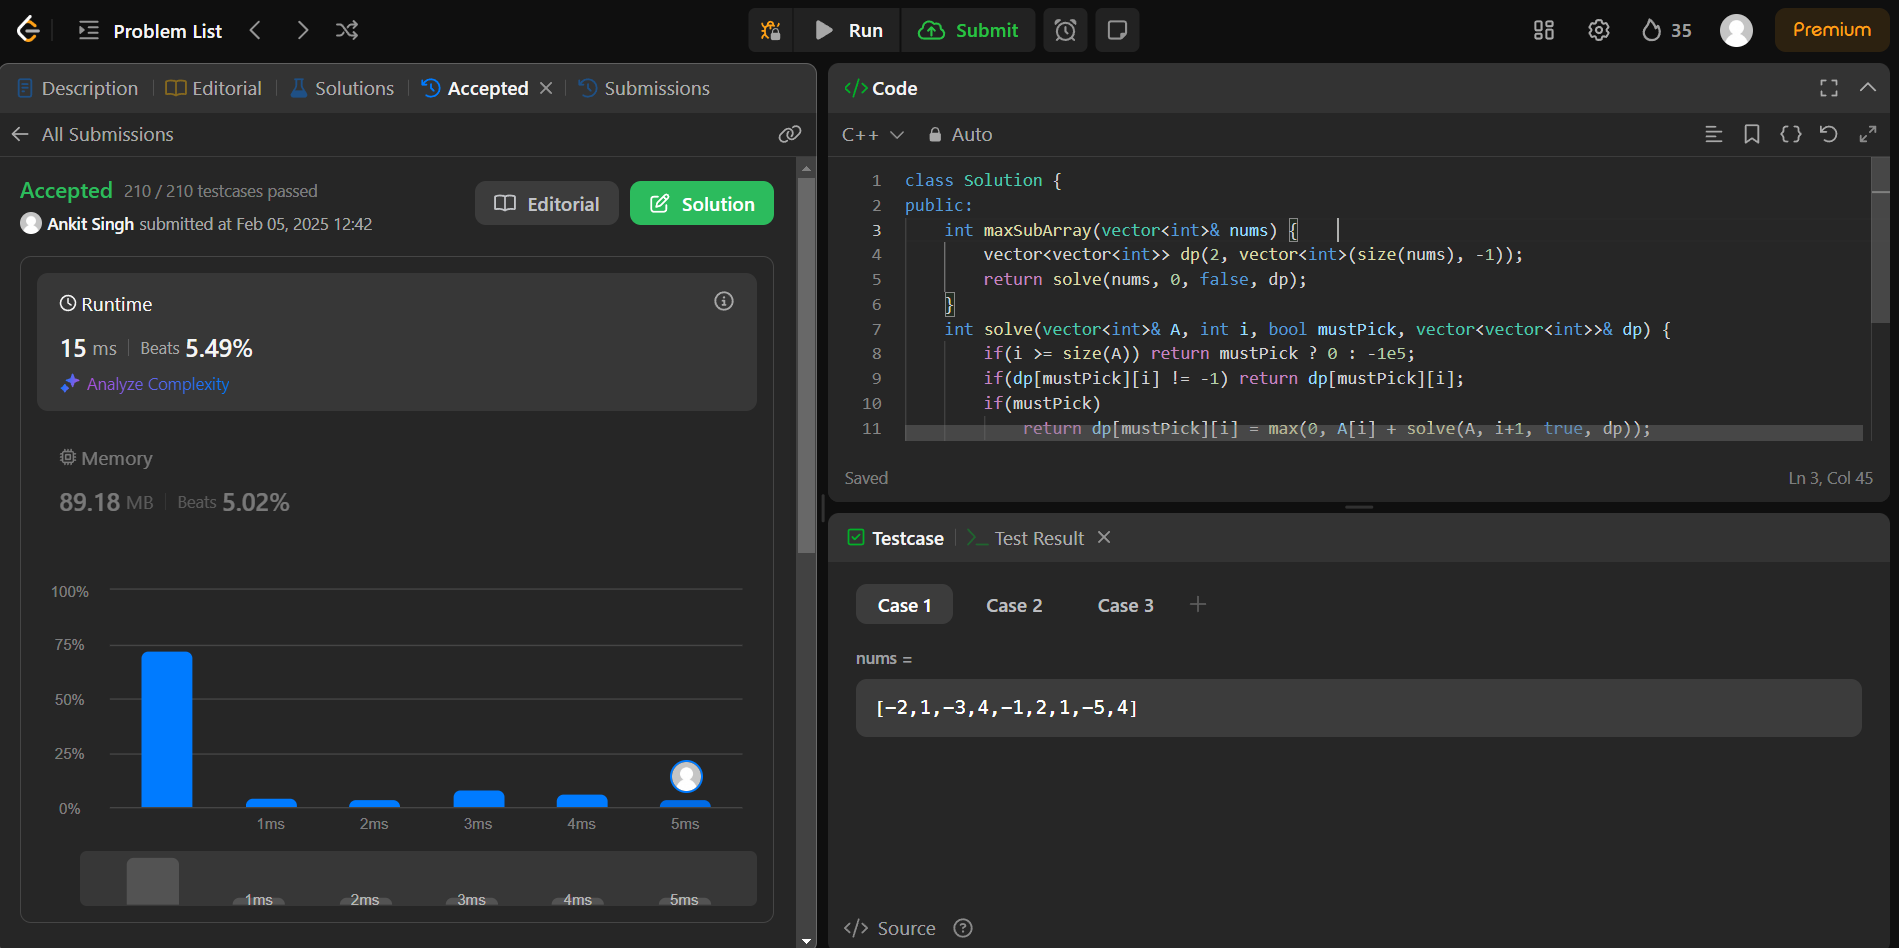 Problem List
Run
Submit
35
Premium
Description
Editorial
Solutions
Accepted
Submissions
All Submissions
Accepted 210 / 210 testcases passed
Ankit Singh submitted at Feb 05, 2025 12:42
Editorial
Solution
Runtime
15 ms Beats 5.49%
Analyze Complexity
Memory
89.18 MB Beats 5.02%
100%
75%
50%
25%
0%
1ms 2ms 3ms 4ms 5ms
1ms 2ms 3ms 4ms 5ms
</> Code
C++ Auto
1 class Solution {
2 public:
3 int maxSubArray(vector<int>& nums) {
4 vector<vector<int>> dp(2, vector<int>(size(nums), -1));
5 return solve(nums, 0, false, dp);
6 }
7 int solve(vector<int>& A, int i, bool mustPick, vector<vector<int>>& dp) {
8 if(i >= size(A)) return mustPick ? 0 : -1e5;
9 if(dp[mustPick][i] != -1) return dp[mustPick][i];
10 if(mustPick)
11 return dp[mustPick][i] = max(0, A[i] + solve(A, i+1, true, dp));
Saved
Ln 3, Col 45
Testcase
Test Result
Case 1 Case 2 Case 3
nums =
[-2,1,-3,4,-1,2,1,-5,4]
</> Source